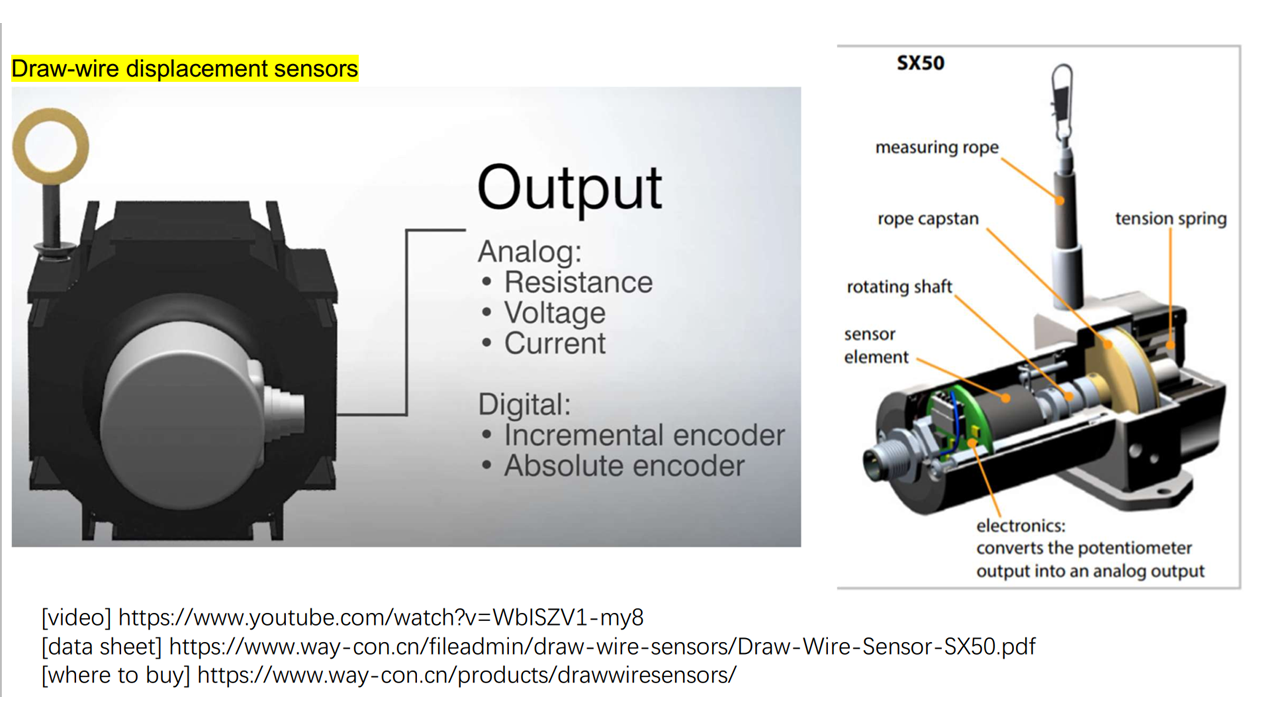 Draw-wire displacement sensors
Output
Analog:
• Resistance
• Voltage
• Current
Digital:
• Incremental encoder
• Absolute encoder
SX50
measuring rope
rope capstan
tension spring
rotating shaft
sensor
element
electronics:
converts the potentiometer
output into an analog output
[video] https://www.youtube.com/watch?v=WbISZV1-my8
[data sheet] https://www.way-con.cn/fileadmin/draw-wire-sensors/Draw-Wire-Sensor-SX50.pdf
[where to buy] https://www.way-con.cn/products/drawwiresensors/